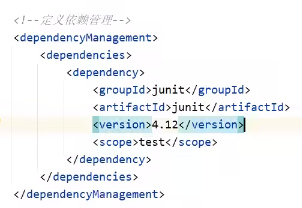 <!--定义依赖管理-->
<dependencyManagement>
<dependencies>
<dependency>
<groupId>junit</groupId>
<artifactId>junit</artifactId>
<version>4.12</version>
<scope>test</scope>
</dependency>
</dependencies>
</dependencyManagement>